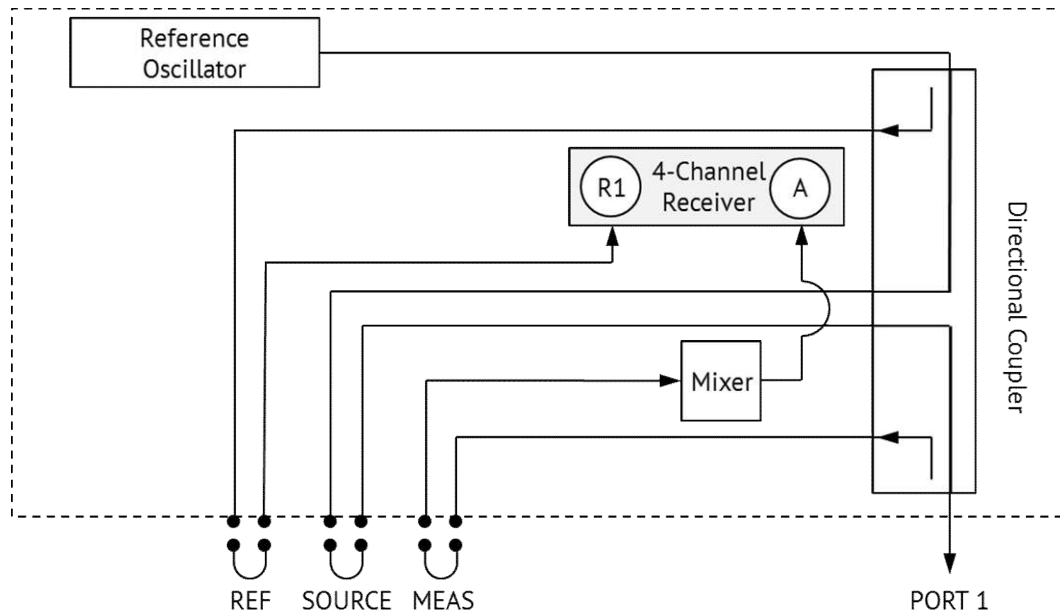 Reference
Oscillator
R1
4-Channel
Receiver
A
Directional Coupler
Mixer
REF
SOURCE
MEAS
PORT 1